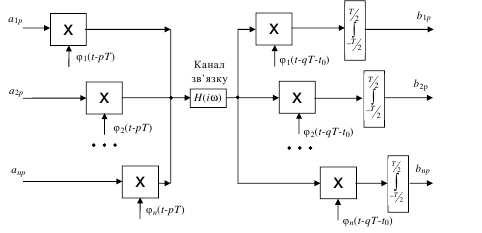 a1p
X
φ1(t-pT)
Канал
зв'язку
H(iω)
X
φ1(t-qT-t0)
T/2
∫
-T/2
b1p
a2p
X
φ2(t-pT)
X
φ2(t-qT-t0)
T/2
∫
-T/2
b2p
• • •
• • •
anp
X
φn(t-pT)
X
φn(t-qT-t0)
T/2
∫
-T/2
bnp